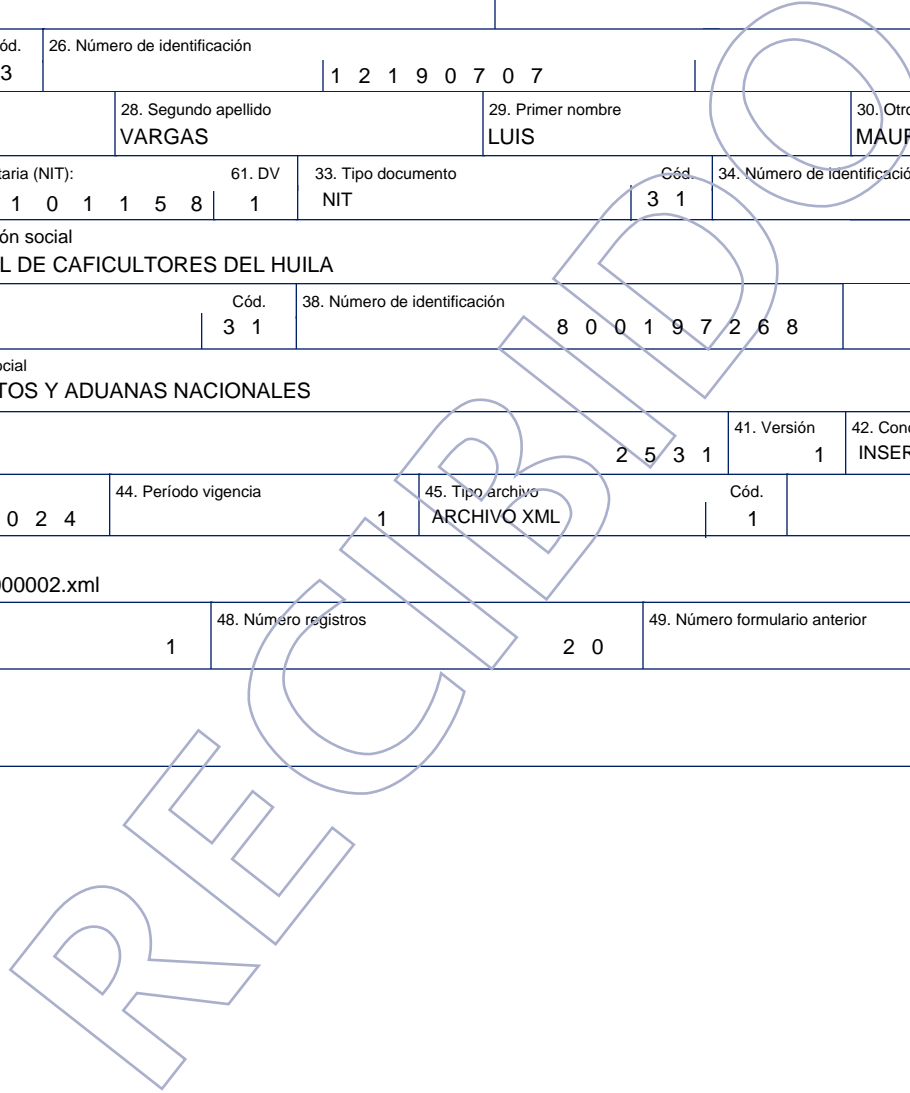 ód. 26. Número de identificación
3 1 2 1 9 0 7 0 7
28. Segundo apellido 29. Primer nombre 30. Otro
VARGAS LUIS MAUR
taria (NIT): 61. DV 33. Tipo documento Cód. 34. Número de identificació
1 0 1 1 5 8 1 NIT 3 1
ón social
L DE CAFICULTORES DEL HUILA
Cód. 38. Número de identificación
3 1 8 0 0 1 9 7 2 6 8
ocial
TOS Y ADUANAS NACIONALES
41. Versión 42. Conc
2 5 3 1 1 INSER
44. Período vigencia 45. Tipo archivo Cód.
0 2 4 1 ARCHIVO XML 1
000002.xml
48. Número registros 49. Número formulario anterior
1 2 0
RECIBIDO